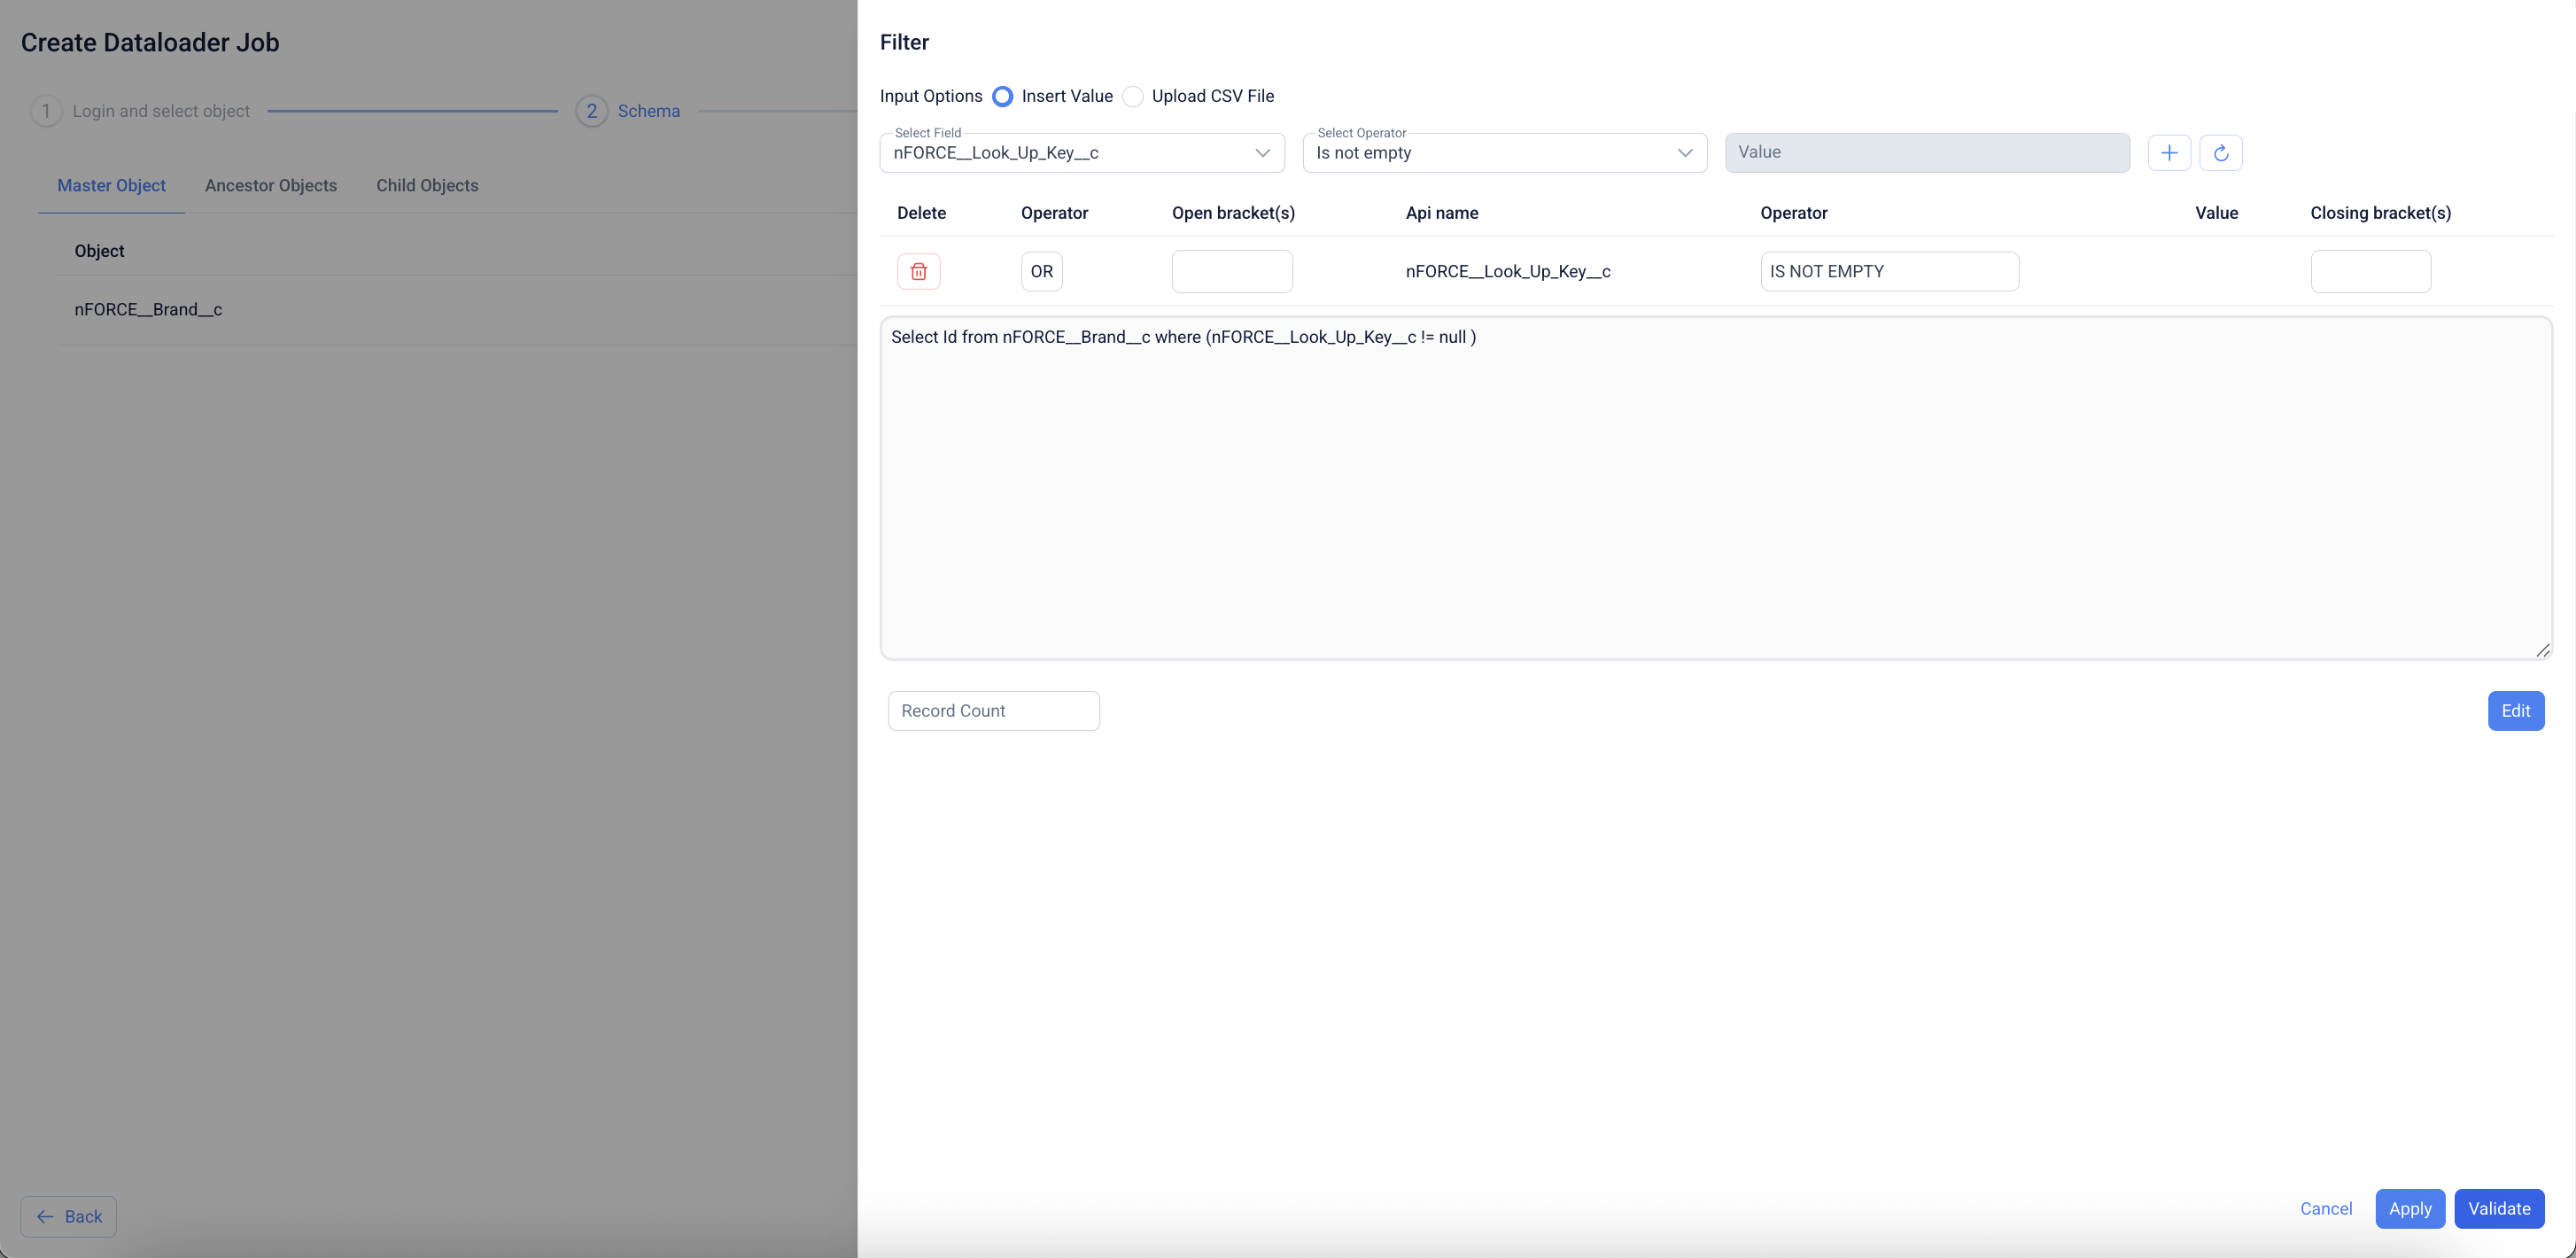 Create Dataloader Job
1 Login and select object
2 Schema
Master Object Ancestor Objects Child Objects
Object
nFORCE__Brand__c
Back
Filter
Input Options Insert Value Upload CSV File
Select Field
nFORCE__Look_Up_Key__c
Select Operator
Is not empty
Value
Delete Operator Open bracket(s) Api name Operator Value Closing bracket(s)
OR nFORCE__Look_Up_Key__c IS NOT EMPTY
Select Id from nFORCE__Brand__c where (nFORCE__Look_Up_Key__c != null )
Record Count
Edit
Cancel Apply Validate